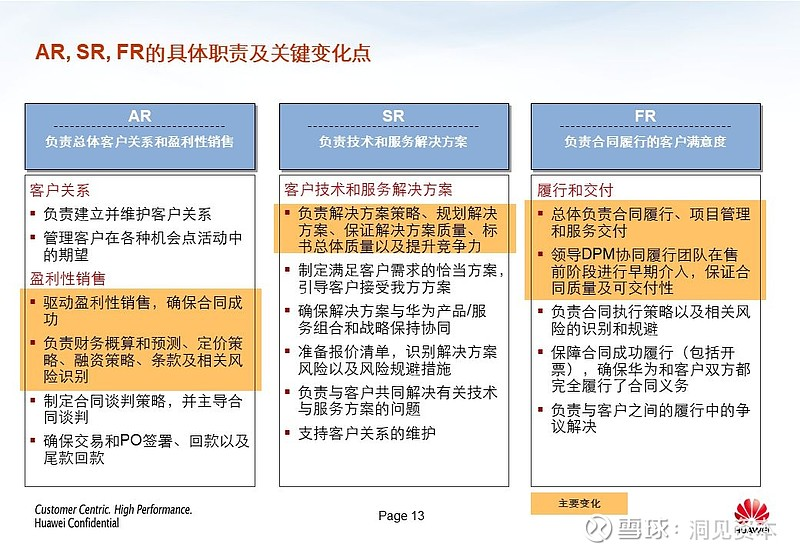 AR, SR, FR的具体职责及关键变化点
AR
负责总体客户关系和盈利性销售
客户关系
▪ 负责建立并维护客户关系
▪ 管理客户在各种机会点活动中
的期望
盈利性销售
▪ 驱动盈利性销售，确保合同成
功
▪ 负责财务概算和预测、定价策
略、融资策略、条款及相关风
险识别
▪ 制定合同谈判策略，并主导合
同谈判
▪ 确保交易和PO签署、回款以及
尾款回款
SR
负责技术和服务解决方案
客户技术和服务解决方案
▪ 负责解决方案策略、规划解决
方案、保证解决方案质量、标
书总体质量以及提升竞争力
▪ 制定满足客户需求的恰当方案，
引导客户接受我方方案
▪ 确保解决方案与华为产品/服
务组合和战略保持协同
▪ 准备报价清单，识别解决方案
风险以及风险规避措施
▪ 负责与客户共同解决有关技术
与服务方案的问题
▪ 支持客户关系的维护
FR
负责合同履行的客户满意度
履行和交付
▪ 总体负责合同履行、项目管理
和服务交付
▪ 领导DPM协同履行团队在售
前阶段进行早期介入，保证合
同质量及可交付性
▪ 负责合同执行策略以及相关风
险的识别和规避
▪ 保障合同成功履行（包括开
票），确保华为和客户双方都
完全履行了合同义务
▪ 负责与客户之间的履行中的争
议解决
主要变化
Customer Centric. High Performance.
Huawei Confidential
Page 13
HUAWEI
雪球：洞见资本